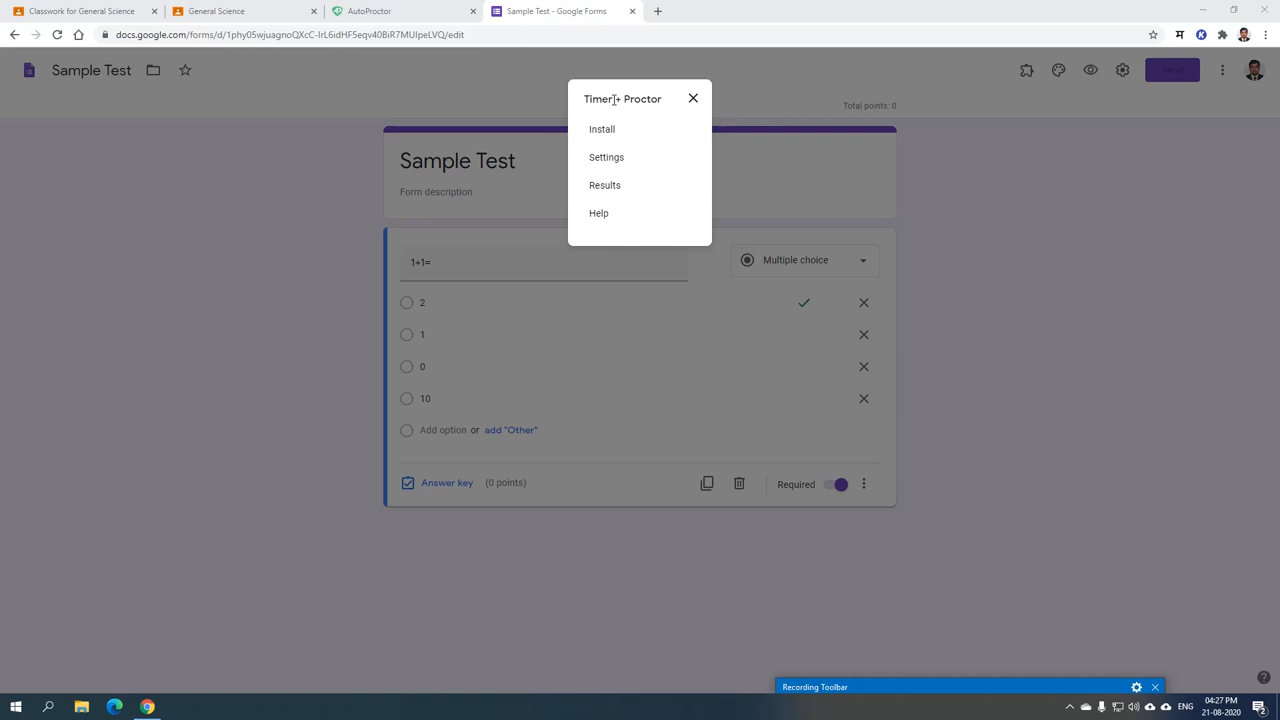 Classwork for General Science
General Science
AutoProctor
Sample Test - Google Forms
docs.google.com/forms/d/1phy05wjuagnoQXcC-IrL6idHF5eqv40BiR7MUIpeLVQ/edit
Sample Test
Total points: 0
Timer + Proctor
Install
Settings
Results
Help
Sample Test
Form description
1+1=
Multiple choice
2
1
0
10
Add option or add "Other"
Answer key (0 points)
Required
Recording Toolbar
ENG
04:27 PM
21-08-2020